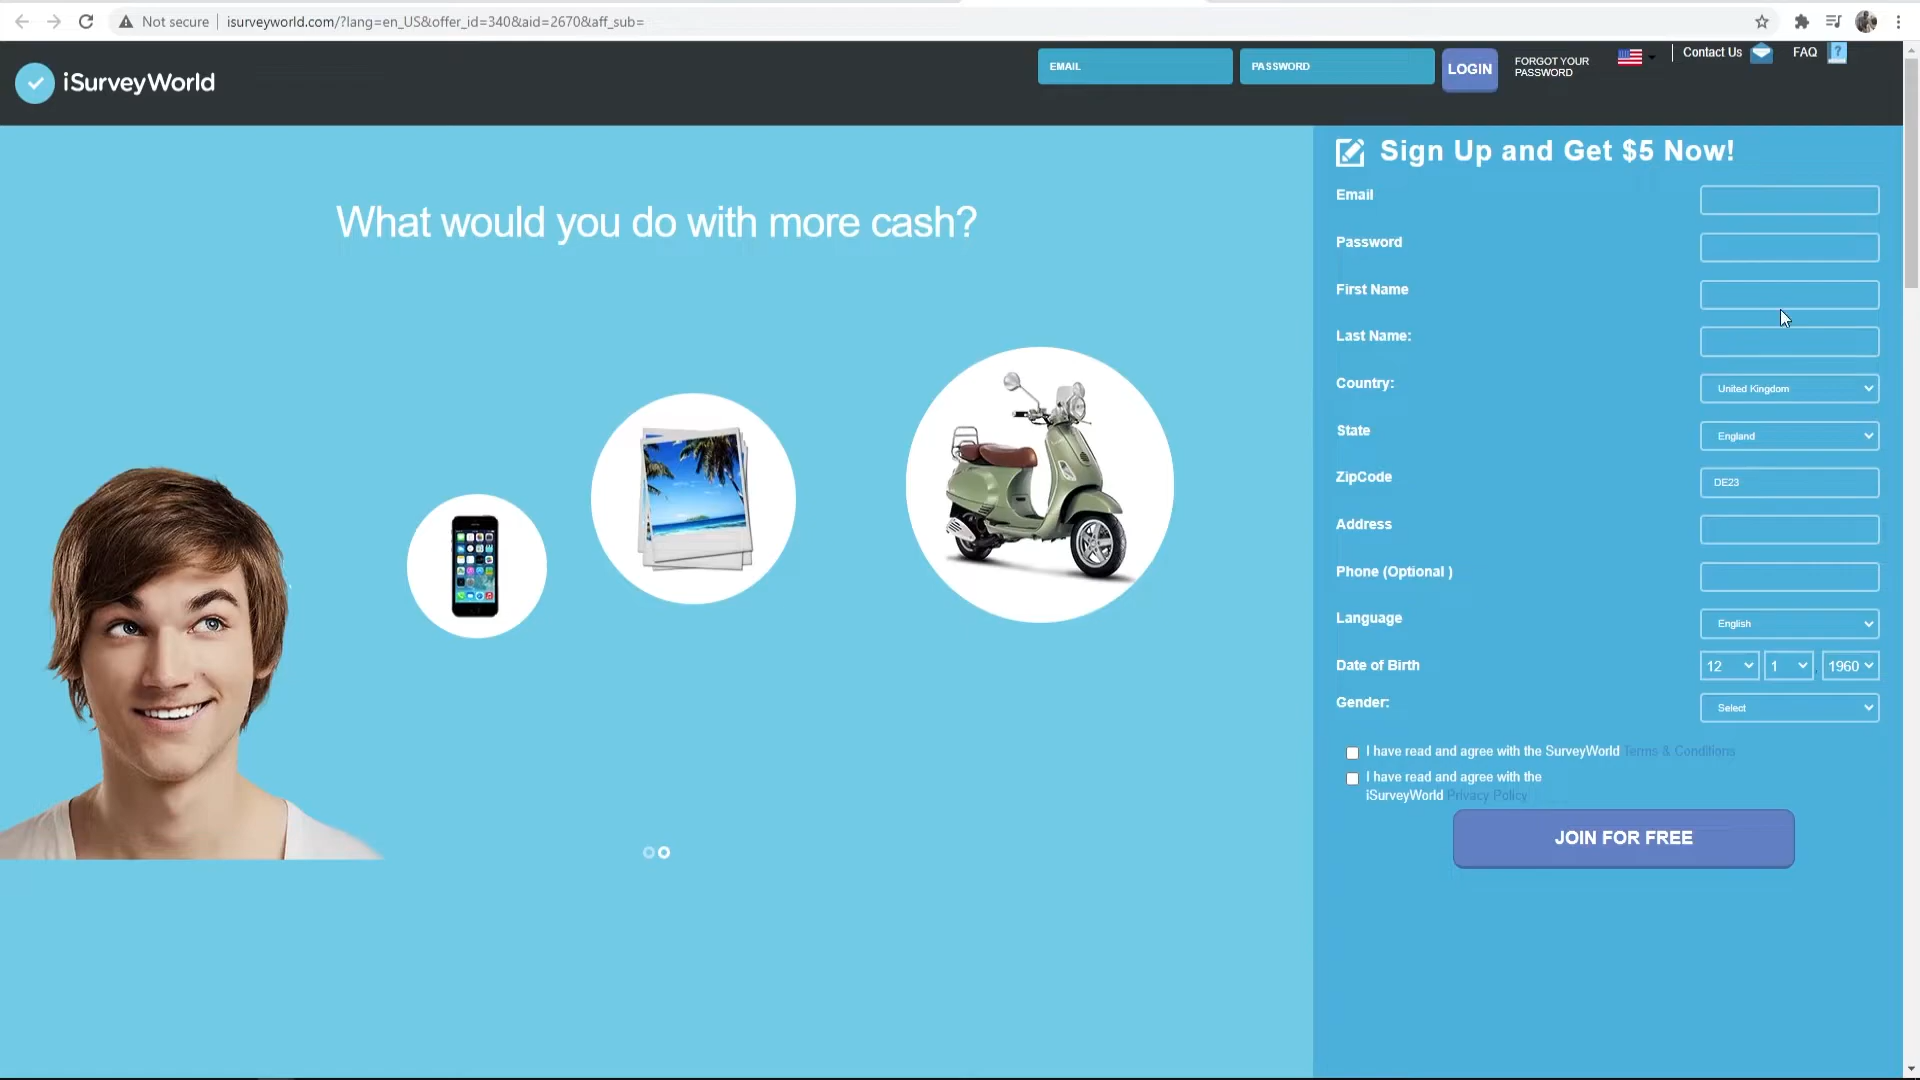 Not secure
isurveyworld.com/?lang=en_US&offer_id=340&aid=2670&aff_sub=
iSurveyWorld
EMAIL
PASSWORD
LOGIN
FORGOT YOUR
PASSWORD
Contact Us
FAQ
?
What would you do with more cash?
Sign Up and Get $5 Now!
Email
Password
First Name
Last Name:
Country:
United Kingdom
State
England
ZipCode
DE23
Address
Phone (Optional )
Language
English
Date of Birth
12 1 1960
Gender:
Select
I have read and agree with the SurveyWorld Terms & Conditions
I have read and agree with the
iSurveyWorld Privacy Policy
JOIN FOR FREE